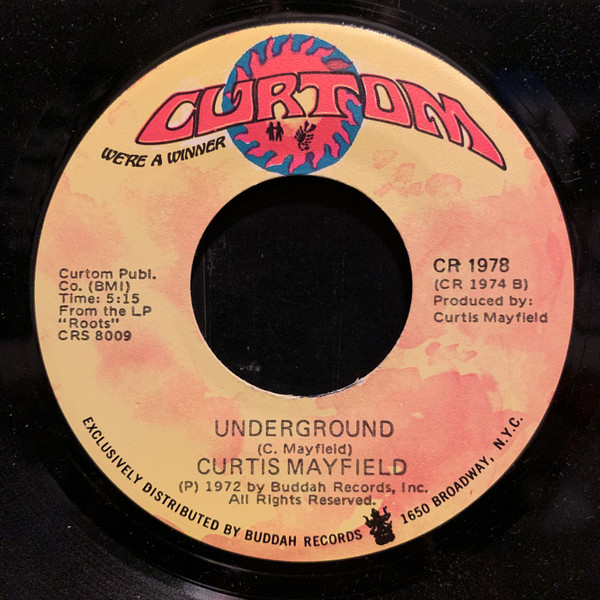 CURTOM
WE'RE A WINNER
Curtom Publ.
Co. (BMI)
Time: 5:15
From the LP
"Roots"
CRS 8009
CR 1978
(CR 1974 B)
Produced by:
Curtis Mayfield
UNDERGROUND
(C. Mayfield)
CURTIS MAYFIELD
(P) 1972 by Buddah Records, Inc.
All Rights Reserved.
EXCLUSIVELY DISTRIBUTED BY BUDDAH RECORDS 1650 BROADWAY, N.Y.C.